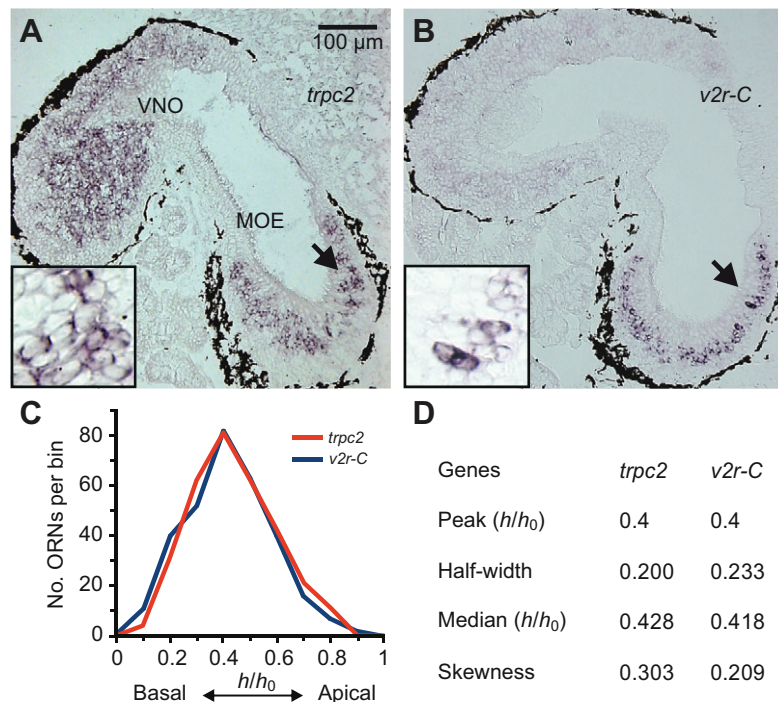 A
100 µm
trpc2
VNO
MOE
B
v2r-C
C
No. ORNs per bin
80
60
40
20
0
trpc2
v2r-C
0 0.2 0.4 0.6 0.8 1
Basal h/h0 Apical
D
Genes trpc2 v2r-C
Peak (h/h0) 0.4 0.4
Half-width 0.200 0.233
Median (h/h0) 0.428 0.418
Skewness 0.303 0.209